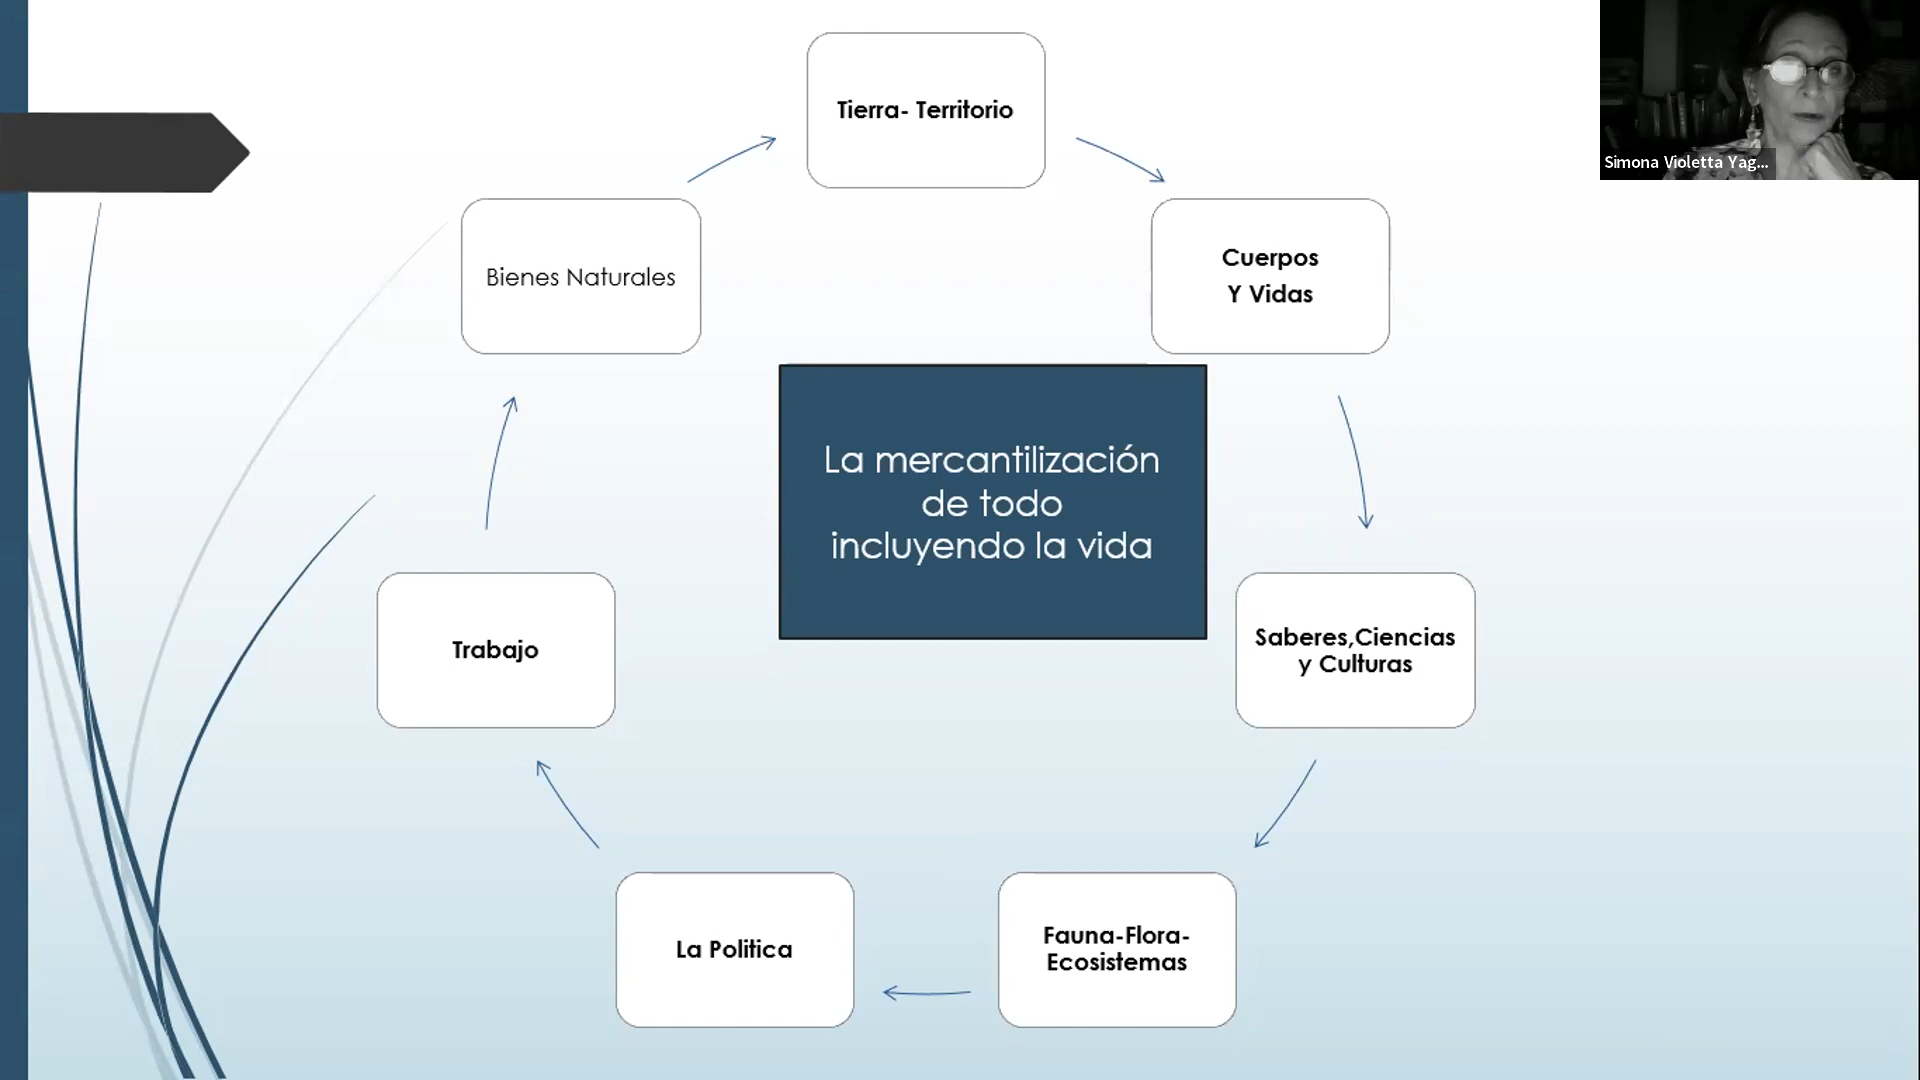 Tierra- Territorio
Simona Violetta Yag...
Bienes Naturales
Cuerpos
Y Vidas
La mercantilización
de todo
incluyendo la vida
Trabajo
Saberes,Ciencias
y Culturas
La Politica
Fauna-Flora-
Ecosistemas